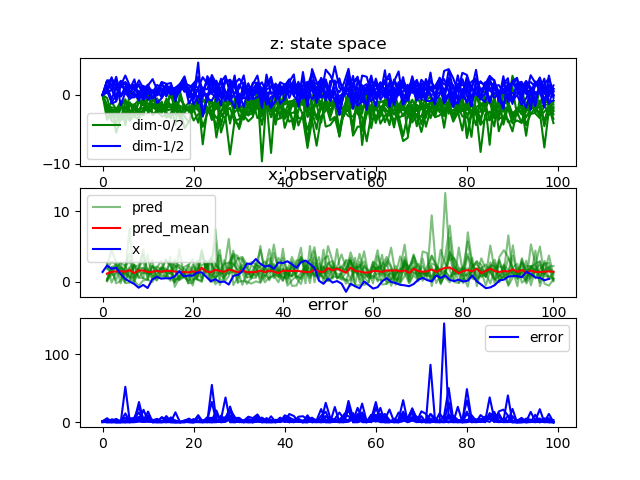 z: state space
0
−10
dim-0/2
dim-1/2
0 20 40 60 80 100
x: observation
10
0
pred
pred_mean
x
0 20 40 60 80 100
error
100
0
error
0 20 40 60 80 100